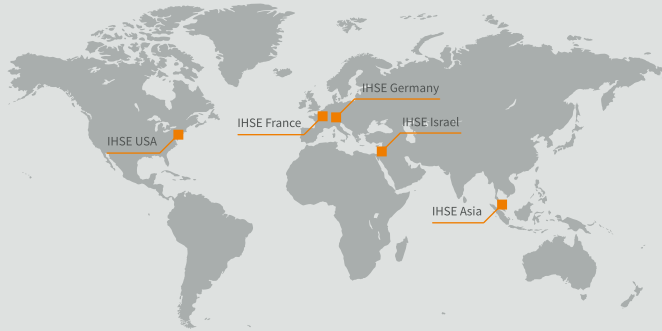 IHSE Germany
IHSE France
IHSE Israel
IHSE USA
IHSE Asia